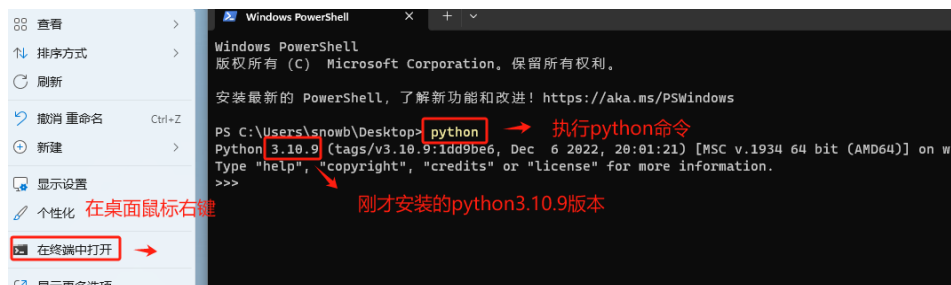 查看
排序方式
刷新
撤消 重命名 Ctrl+Z
新建
显示设置
个性化
在桌面鼠标右键
在终端中打开
Windows PowerShell
Windows PowerShell
版权所有 (C) Microsoft Corporation。保留所有权利。
安装最新的 PowerShell，了解新功能和改进！https://aka.ms/PSWindows
PS C:\Users\snowb\Desktop> python
执行python命令
Python 3.10.9 (tags/v3.10.9:1dd9be6, Dec  6 2022, 20:01:21) [MSC v.1934 64 bit (AMD64)] on w
Type "help", "copyright", "credits" or "license" for more information.
>>>
刚才安装的python3.10.9版本